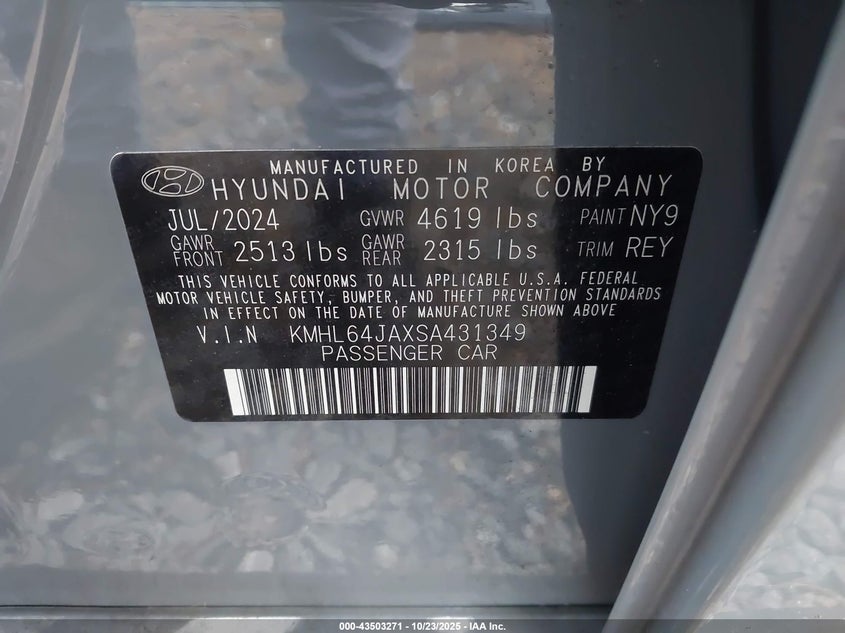 MANUFACTURED IN KOREA BY
HYUNDAI MOTOR COMPANY
JUL/2024 GVWR 4619 lbs PAINT NY9
GAWR FRONT 2513 lbs GAWR REAR 2315 lbs TRIM REY
THIS VEHICLE CONFORMS TO ALL APPLICABLE U.S.A. FEDERAL
MOTOR VEHICLE SAFETY, BUMPER, AND THEFT PREVENTION STANDARDS
IN EFFECT ON THE DATE OF MANUFACTURE SHOWN ABOVE
V.I.N KMHL64JAXSA431349
PASSENGER CAR
000-43503271 - 10/23/2025 - IAA Inc.